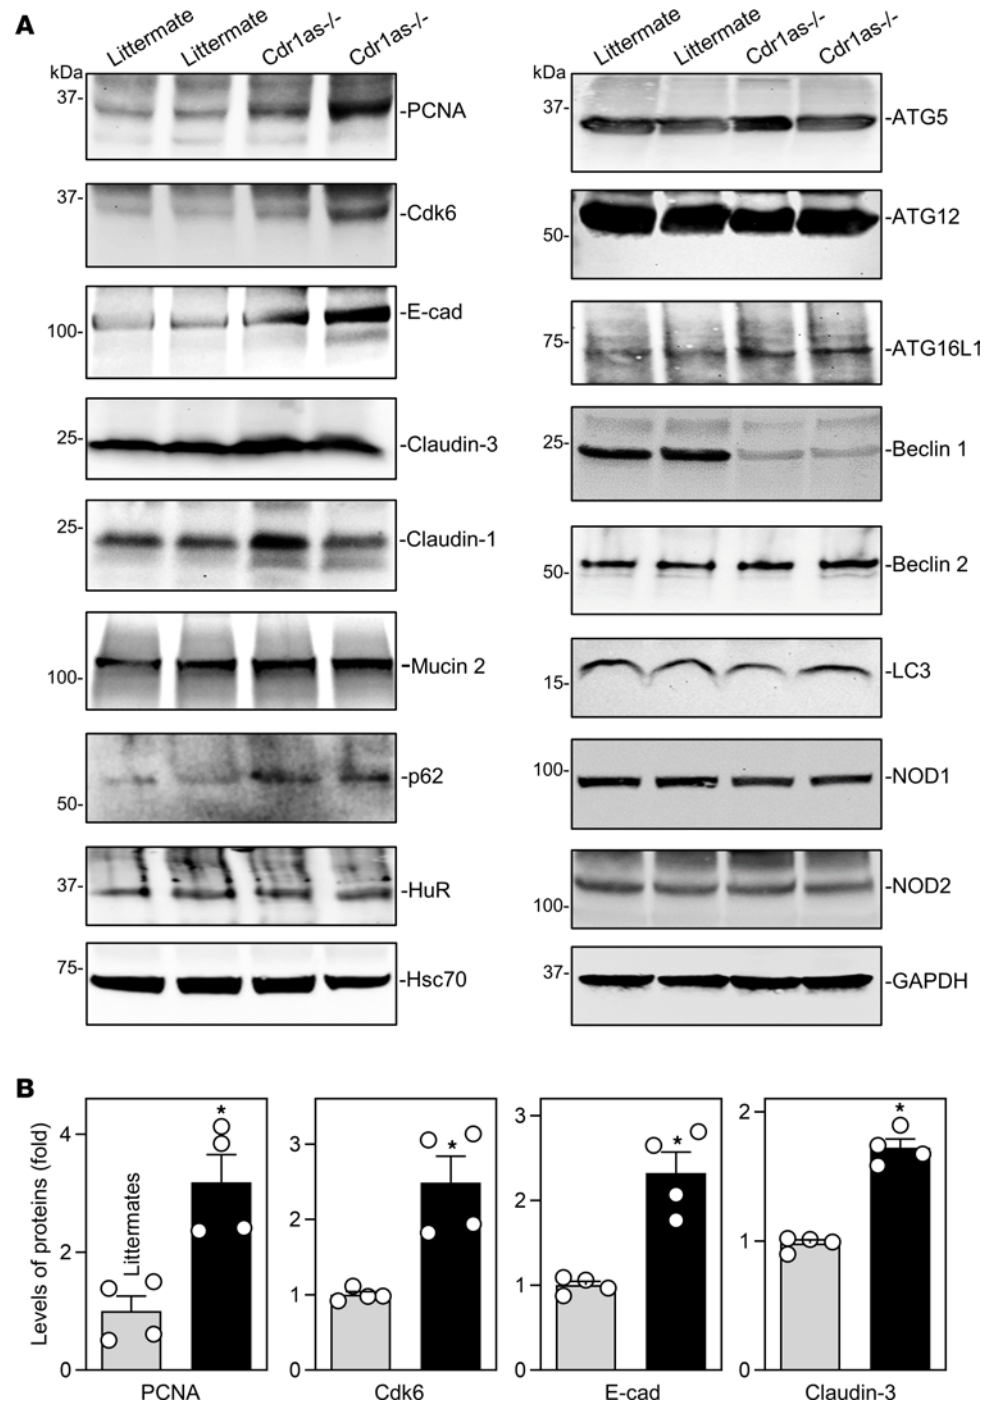 A
Littermate Littermate Cdr1as-/- Cdr1as-/-
kDa
37- -PCNA
37- -Cdk6
100- -E-cad
25- -Claudin-3
25- -Claudin-1
100- -Mucin 2
50- -p62
37- -HuR
75- -Hsc70
Littermate Littermate Cdr1as-/- Cdr1as-/-
kDa
37- -ATG5
50- -ATG12
75- -ATG16L1
25- -Beclin 1
50- -Beclin 2
15- -LC3
100- -NOD1
100- -NOD2
37- -GAPDH
B
Levels of proteins (fold)
4
2
0
Littermates
*
PCNA
3
2
1
0
*
Cdk6
3
2
1
0
*
E-cad
2
1
0
*
Claudin-3